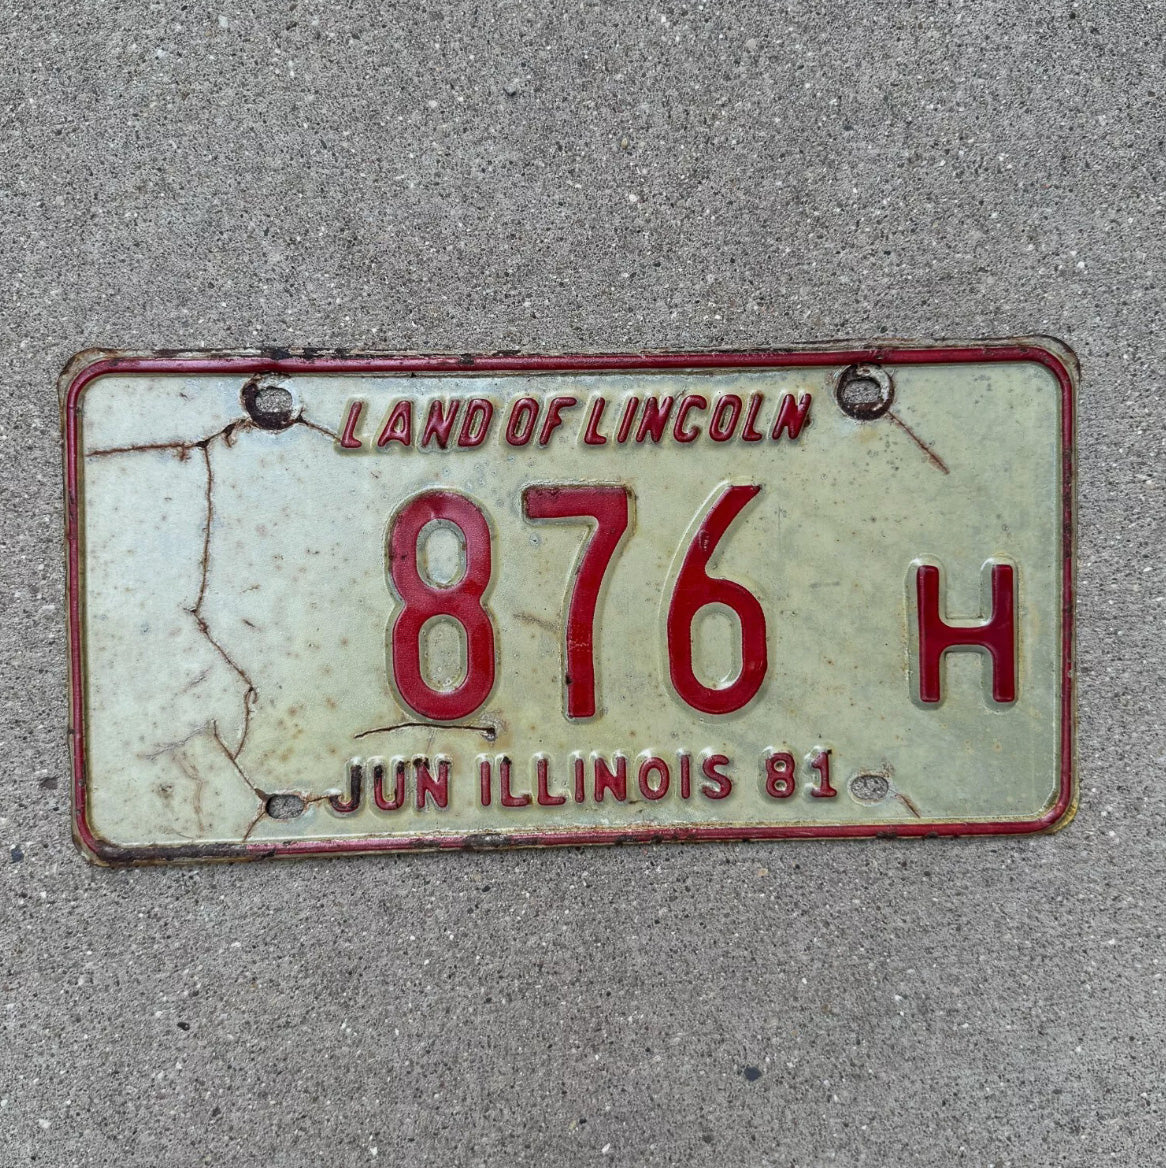 LAND OF LINCOLN
876 H
JUN ILLINOIS 81